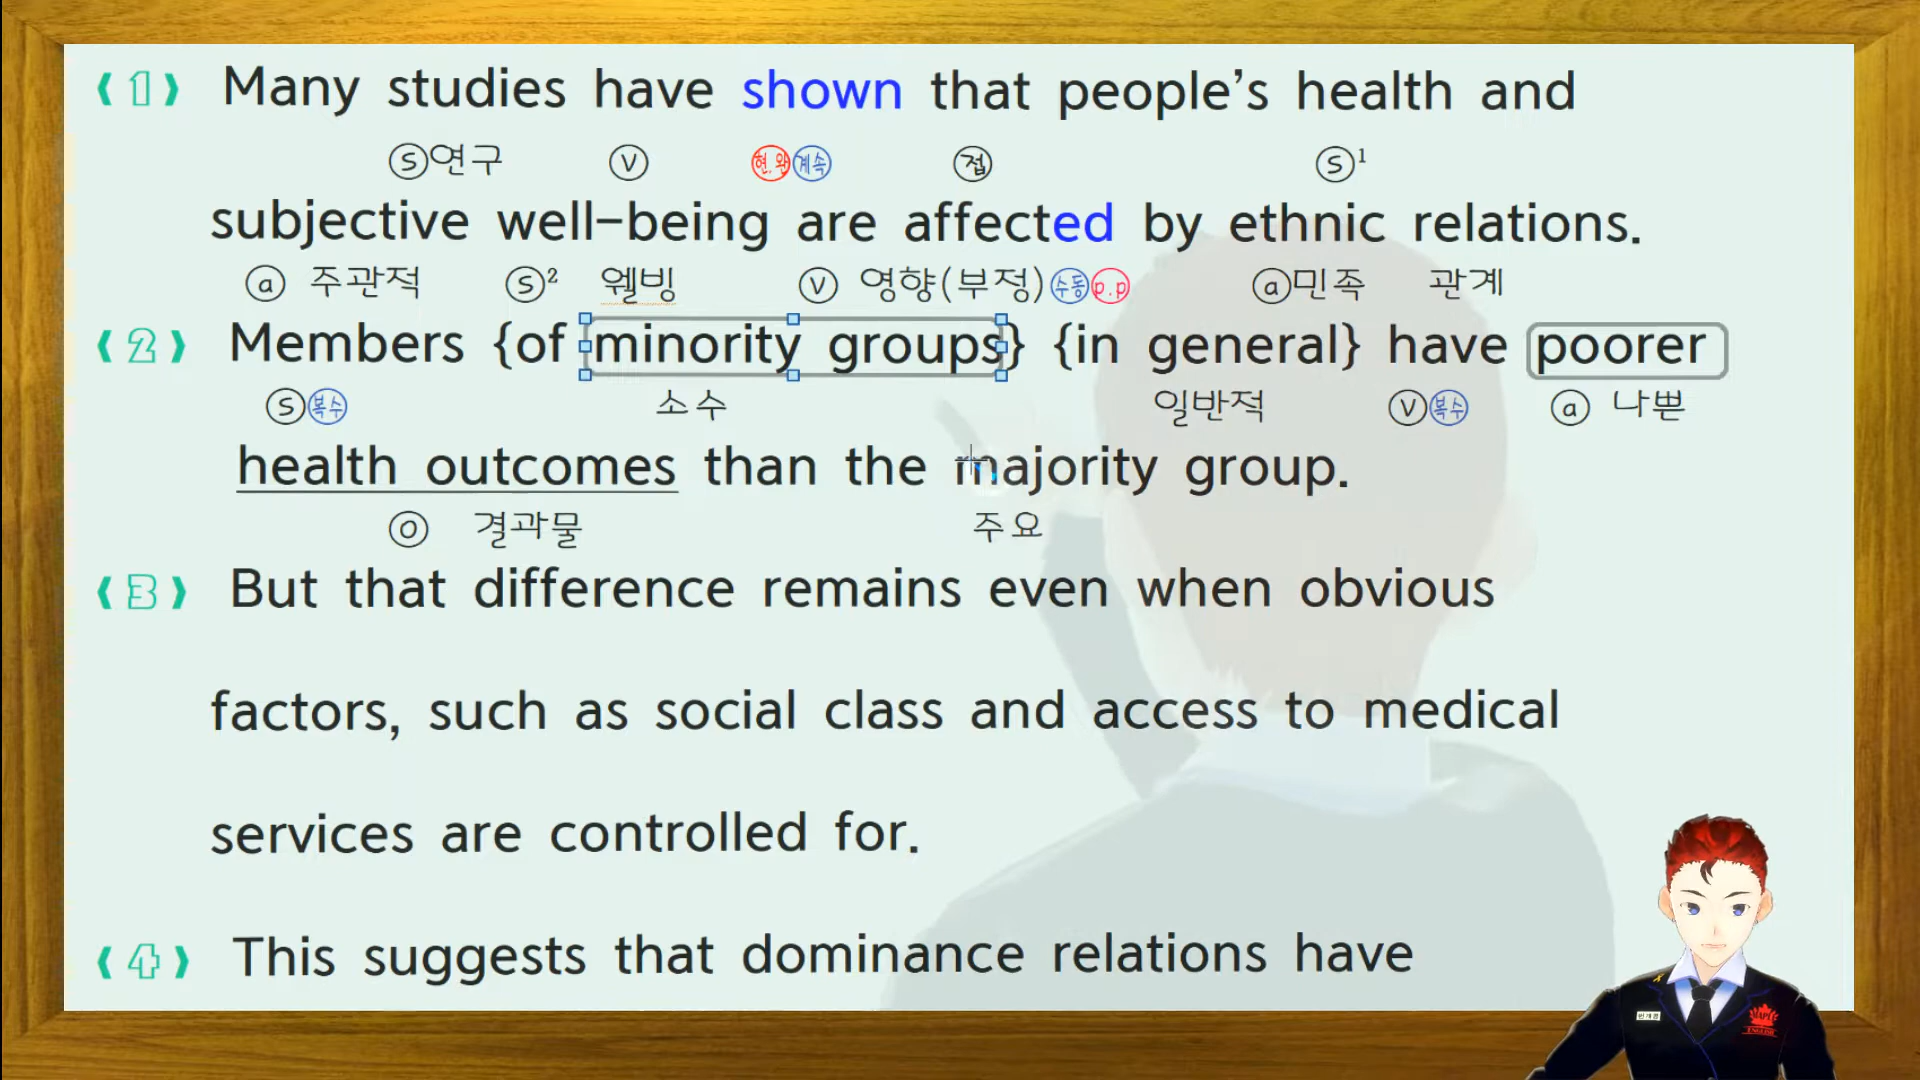 ❨1❩ Many studies have shown that people's health and
Ⓢ연구 Ⓥ 현.완 계속 접 Ⓢ¹
subjective well-being are affected by ethnic relations.
ⓐ 주관적 Ⓢ² 웰빙 Ⓥ 영향(부정) 수동 p.p ⓐ민족 관계
❨2❩ Members {of minority groups} {in general} have poorer
Ⓢ복수 소수 일반적 Ⓥ복수 ⓐ 나쁜
health outcomes than the majority group.
Ⓞ 결과물 주요
❨3❩ But that difference remains even when obvious
factors, such as social class and access to medical
services are controlled for.
❨4❩ This suggests that dominance relations have
ENGLISH